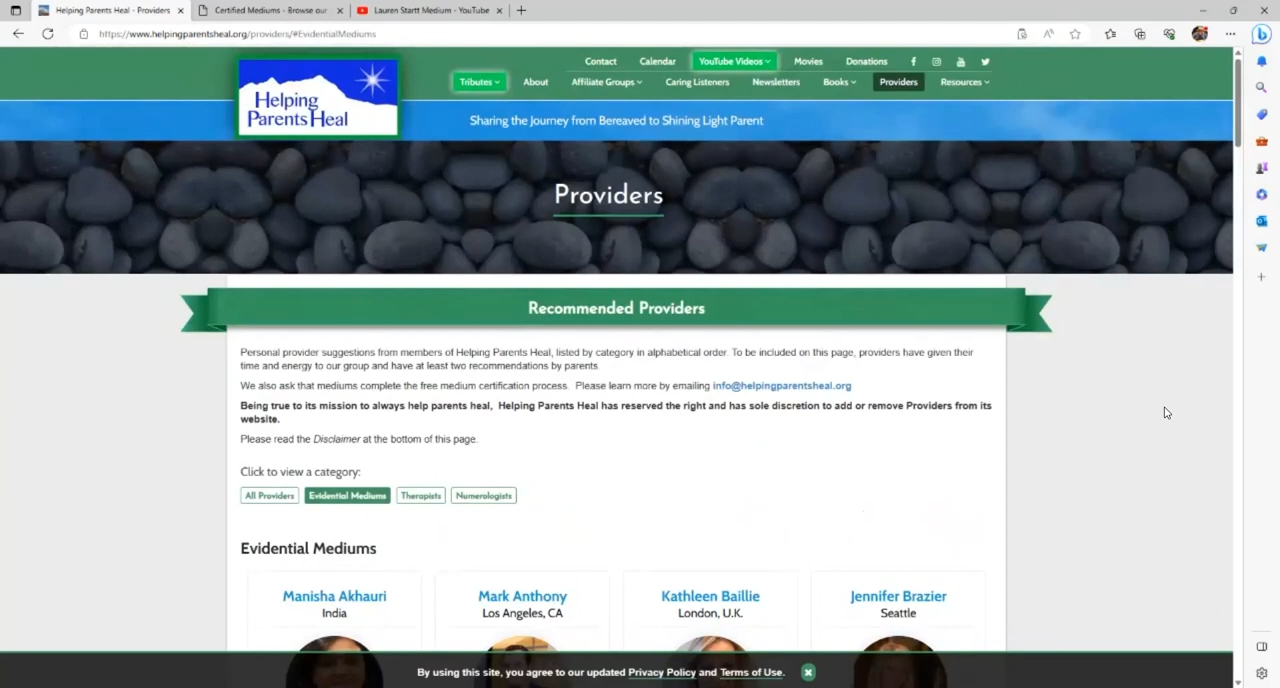 Helping Parents Heal - Providers
Certified Mediums - Browse our
Lauren Startt Medium - YouTube
https://www.helpingparentsheal.org/providers/#EvidentialMediums
Contact Calendar YouTube Videos Movies Donations
Tributes About Affiliate Groups Caring Listeners Newsletters Books Providers Resources
Helping
Parents Heal
Sharing the Journey from Bereaved to Shining Light Parent
Providers
Recommended Providers
Personal provider suggestions from members of Helping Parents Heal, listed by category in alphabetical order. To be included on this page, providers have given their
time and energy to our group and have at least two recommendations by parents.
We also ask that mediums complete the free medium certification process. Please learn more by emailing info@helpingparentsheal.org
Being true to its mission to always help parents heal, Helping Parents Heal has reserved the right and has sole discretion to add or remove Providers from its
website.
Please read the Disclaimer at the bottom of this page.
Click to view a category:
All Providers Evidential Mediums Therapists Numerologists
Evidential Mediums
Manisha Akhauri Mark Anthony Kathleen Baillie Jennifer Brazier
India Los Angeles, CA London, U.K. Seattle
By using this site, you agree to our updated Privacy Policy and Terms of Use.